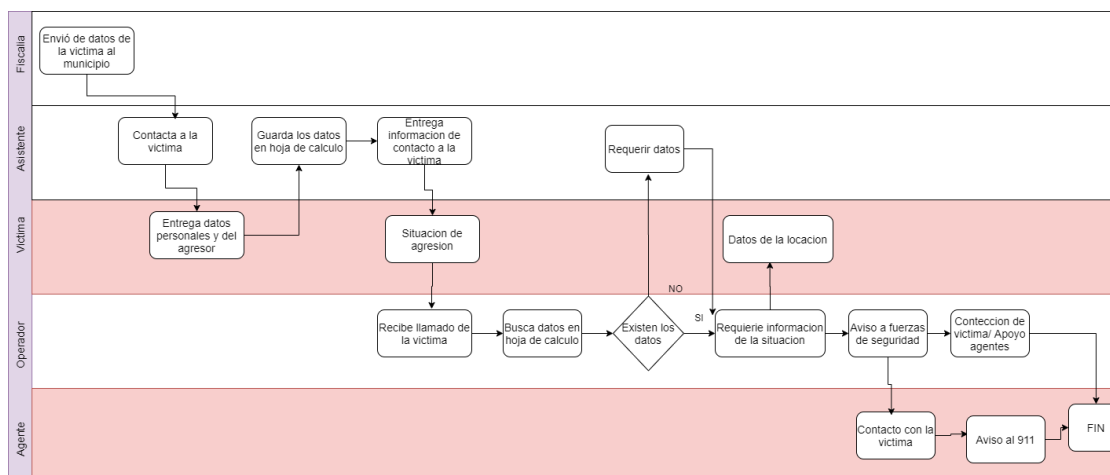 Fiscalia
Envió de datos de
la victima al
municipio
Asistente
Contacta a la
victima
Guarda los datos
en hoja de calculo
Entrega
informacion de
contacto a la
victima
Requerir datos
Victima
Entrega datos
personales y del
agresor
Situacion de
agresion
Datos de la locacion
Operador
Recibe llamado de
la victima
Busca datos en
hoja de calculo
Existen los
datos
NO
SI
Requierie informacion
de la situacion
Aviso a fuerzas
de seguridad
Conteccion de
victima/ Apoyo
agentes
Agente
Contacto con la
victima
Aviso al 911
FIN